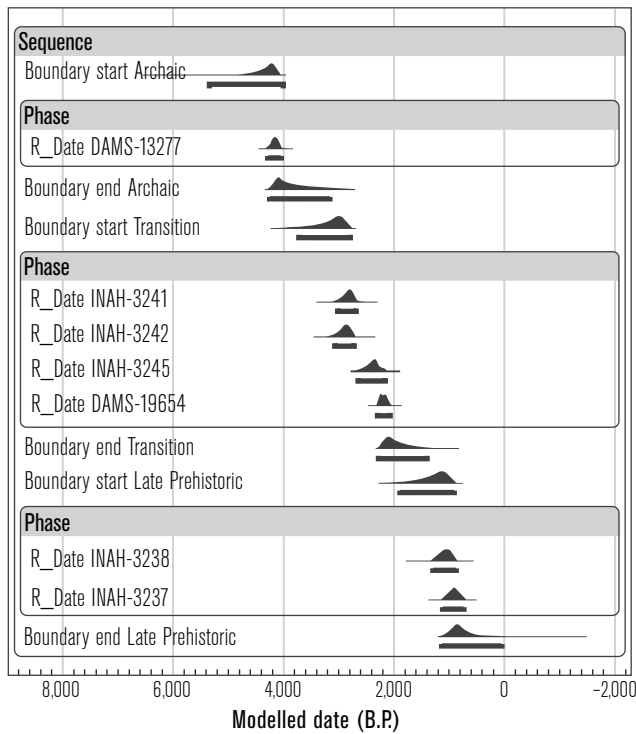 Sequence
Boundary start Archaic
Phase
R_Date DAMS-13277
Boundary end Archaic
Boundary start Transition
Phase
R_Date INAH-3241
R_Date INAH-3242
R_Date INAH-3245
R_Date DAMS-19654
Boundary end Transition
Boundary start Late Prehistoric
Phase
R_Date INAH-3238
R_Date INAH-3237
Boundary end Late Prehistoric
8,000 6,000 4,000 2,000 0 –2,000
Modelled date (B.P.)